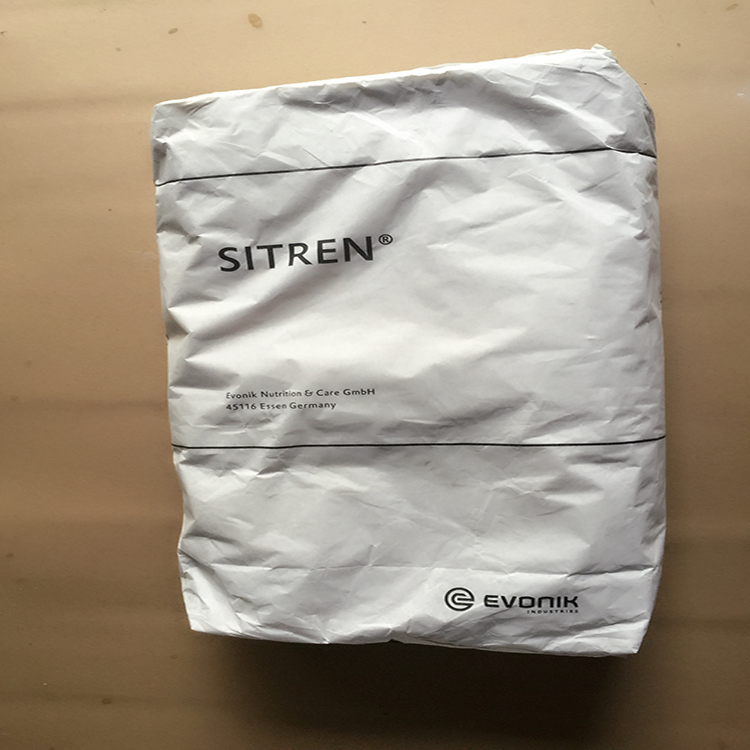 SITREN®
Evonik Nutrition & Care GmbH
45116 Essen Germany
EVONIK
INDUSTRIES